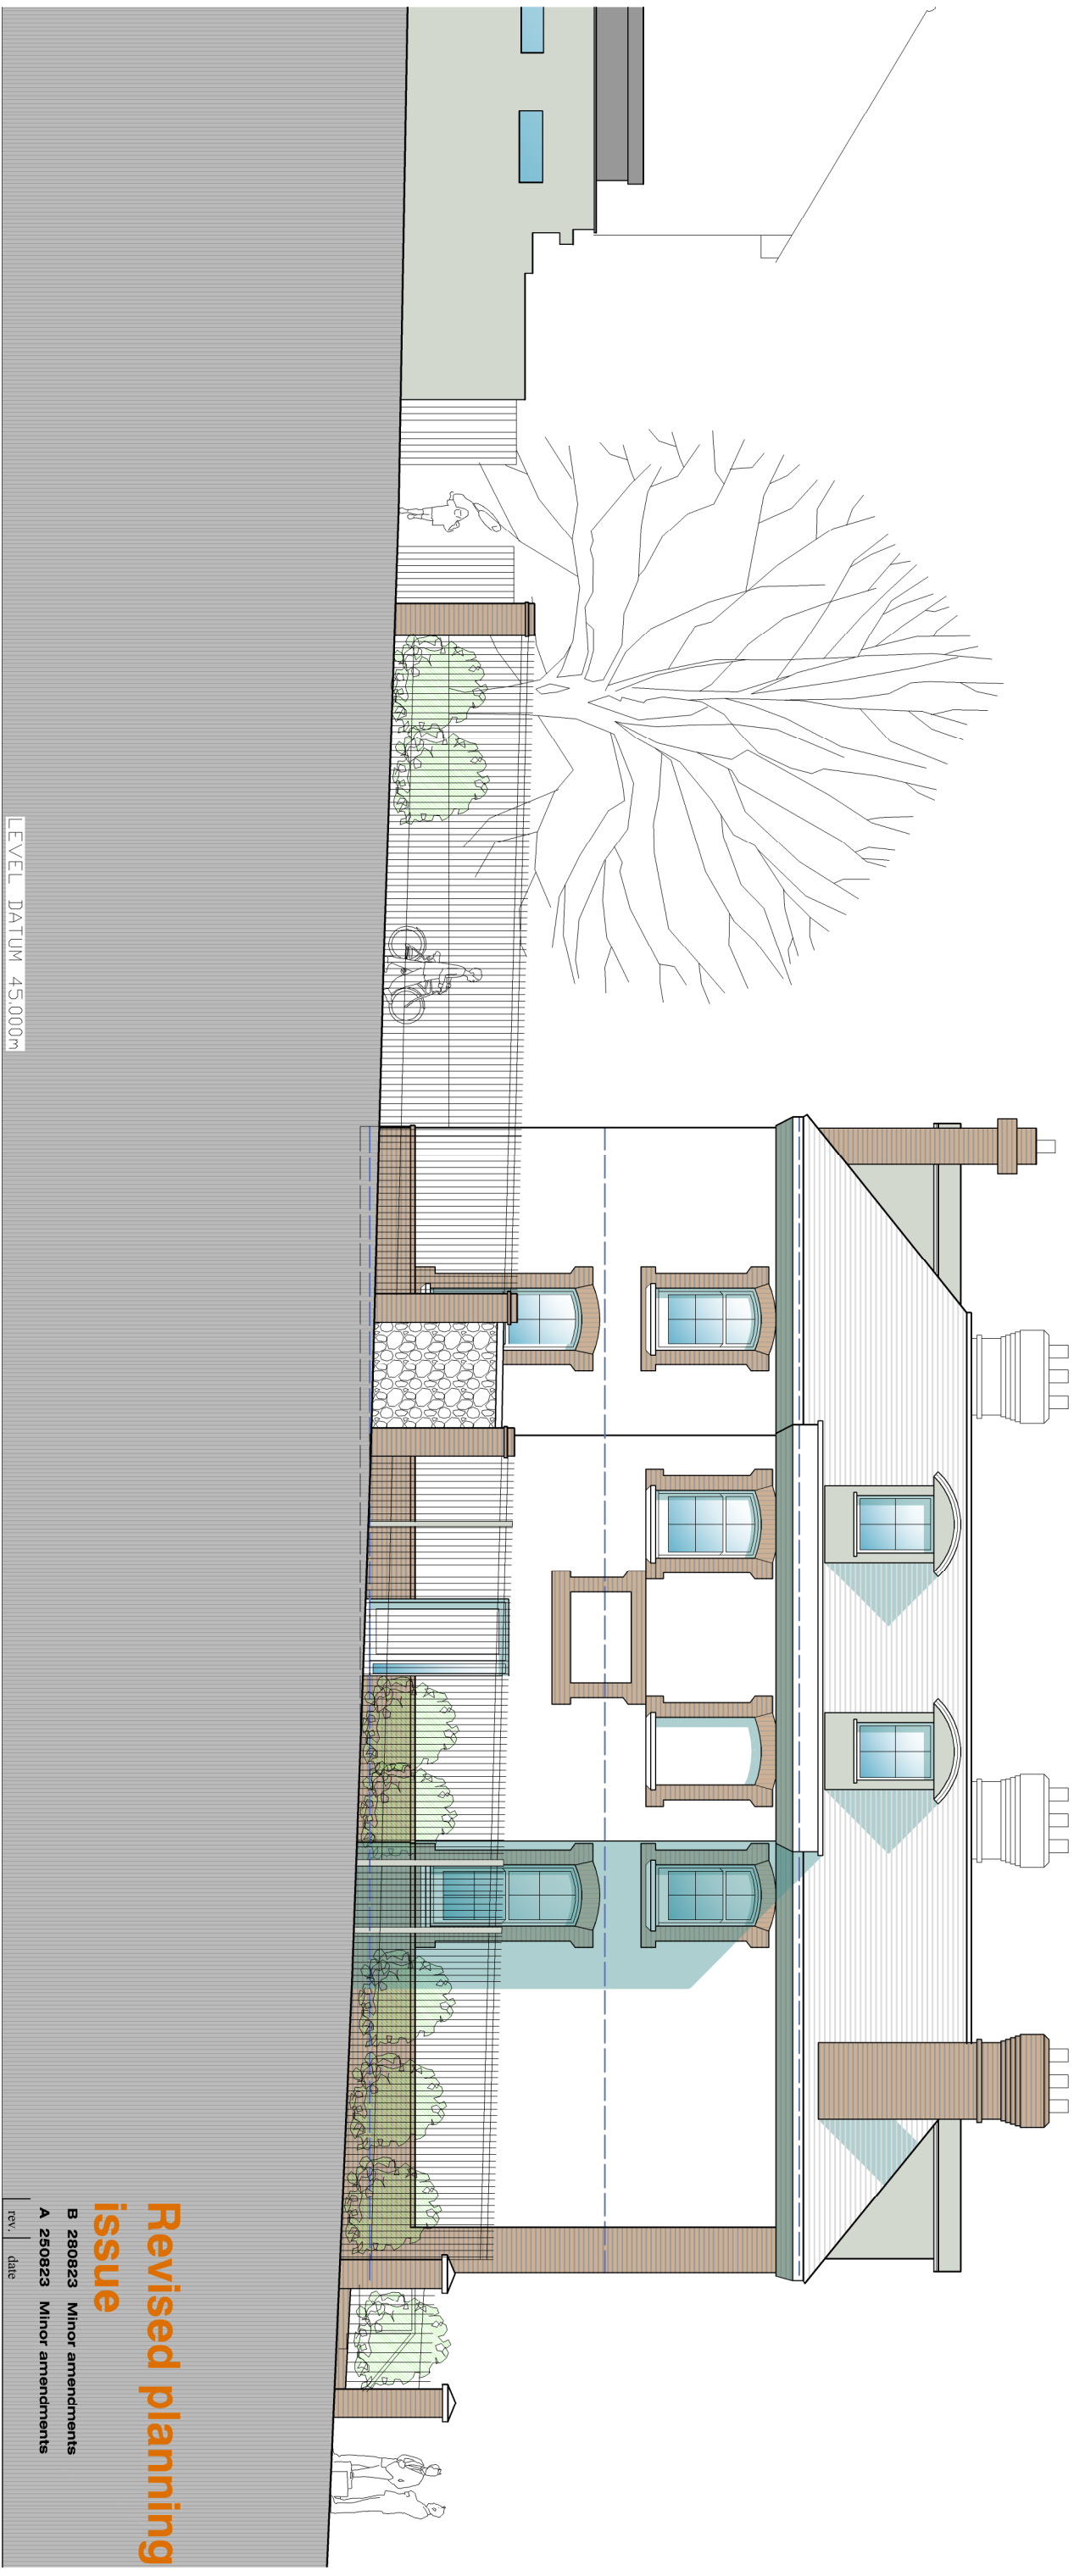 LEVEL DATUM 45.000m
Revised planning
issue
B 280823 Minor amendments
A 250823 Minor amendments
rev. date